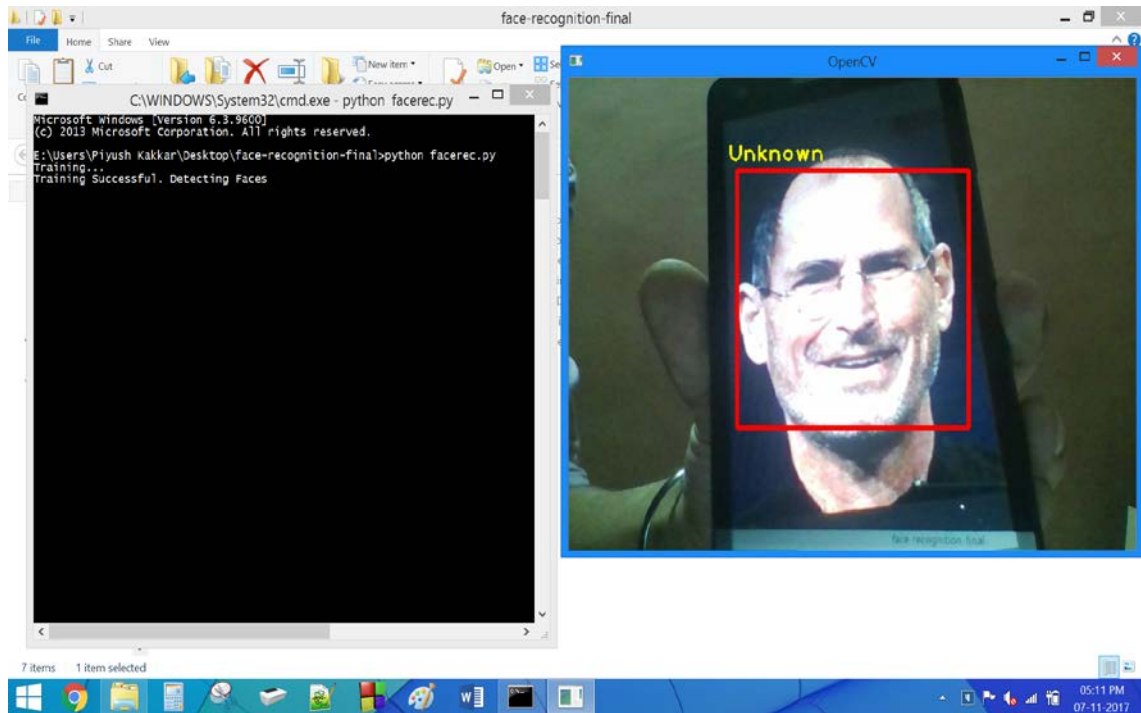 face-recognition-final
File Home Share View
Cut
New item
Open
C:\WINDOWS\System32\cmd.exe - python facerec.py
Microsoft Windows [Version 6.3.9600]
(c) 2013 Microsoft Corporation. All rights reserved.
E:\Users\Piyush Kakkar\Desktop\face-recognition-final>python facerec.py
Training...
Training Successful. Detecting Faces
OpenCV
Unknown
face-recognition-final
7 items 1 item selected
05:11 PM
07-11-2017